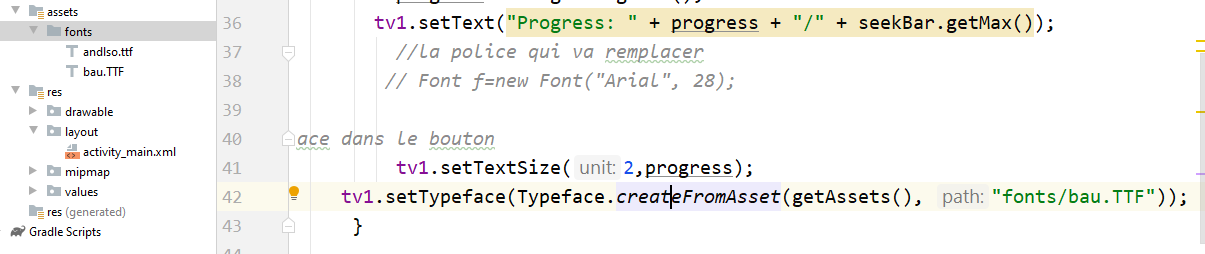 assets
fonts
andlso.ttf
bau.TTF
res
drawable
layout
activity_main.xml
mipmap
values
res (generated)
Gradle Scripts
36 tv1.setText("Progress: " + progress + "/" + seekBar.getMax());
37 //la police qui va remplacer
38 // Font f=new Font("Arial", 28);
39
40 ace dans le bouton
41 tv1.setTextSize( unit: 2,progress);
42 tv1.setTypeface(Typeface.createFromAsset(getAssets(), path: "fonts/bau.TTF"));
43 }